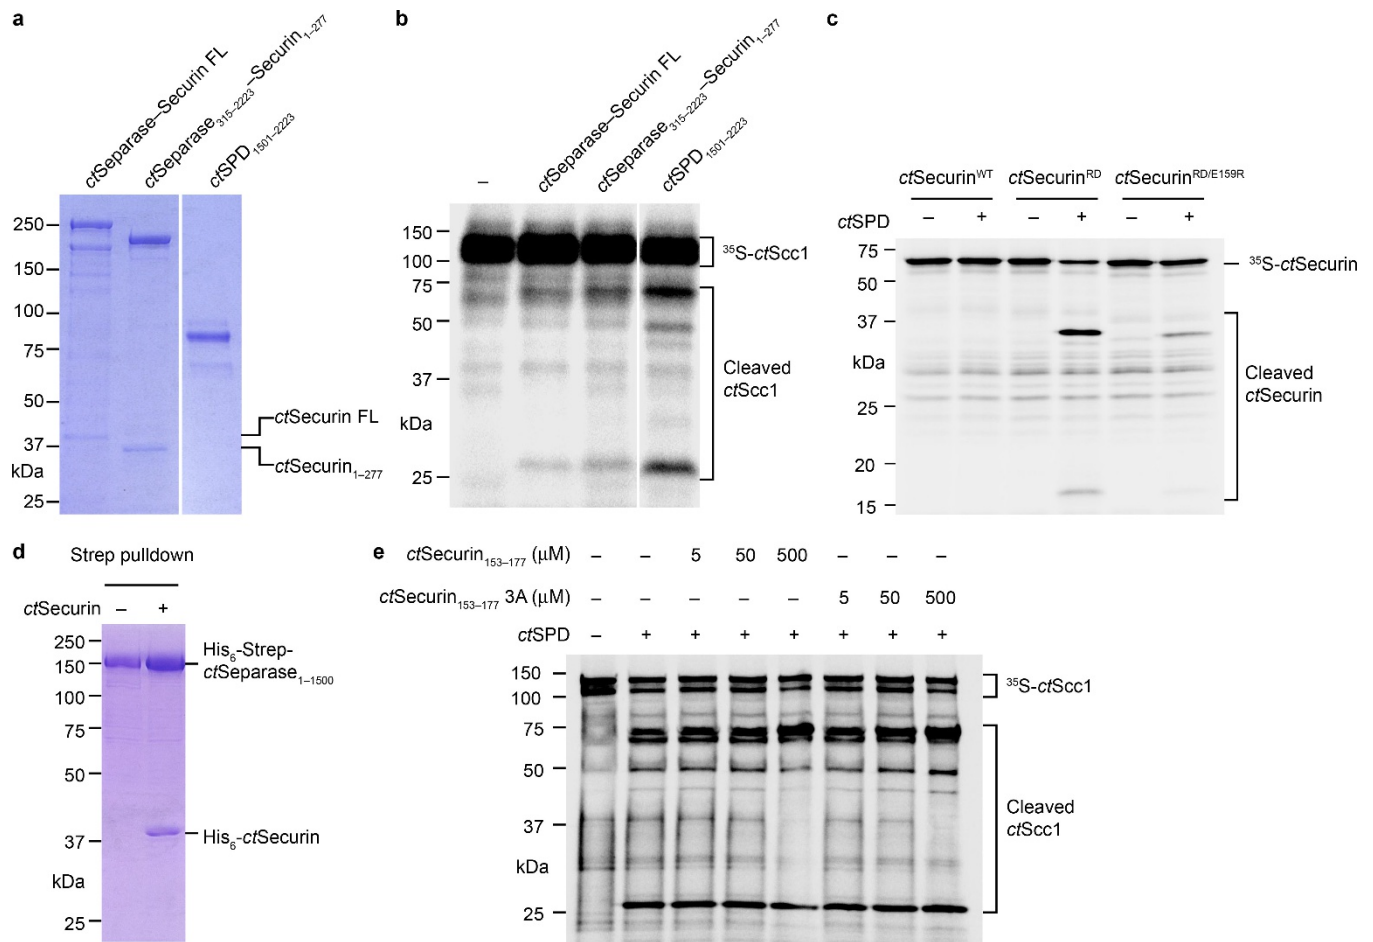 a
ctSeparase–Securin FL
ctSeparase315–2223–Securin1–277
ctSPD1501–2223
250
150
100
75
50
37
kDa
25
ctSecurin FL
ctSecurin1–277
b
–
ctSeparase–Securin FL
ctSeparase315–2223–Securin1–277
ctSPD1501–2223
150
100
75
50
37
kDa
25
35S-ctScc1
Cleaved
ctScc1
c
ctSecurinWT ctSecurinRD ctSecurinRD/E159R
ctSPD – + – + – +
75
50
37
kDa
25
20
15
35S-ctSecurin
Cleaved
ctSecurin
d
Strep pulldown
ctSecurin – +
250
150
100
75
50
37
kDa
25
His6-Strep-
ctSeparase1–1500
His6-ctSecurin
e
ctSecurin153–177 (μM) – – 5 50 500 – – –
ctSecurin153–177 3A (μM) – – – – – 5 50 500
ctSPD – + + + + + + +
150
100
75
50
37
kDa
25
35S-ctScc1
Cleaved
ctScc1